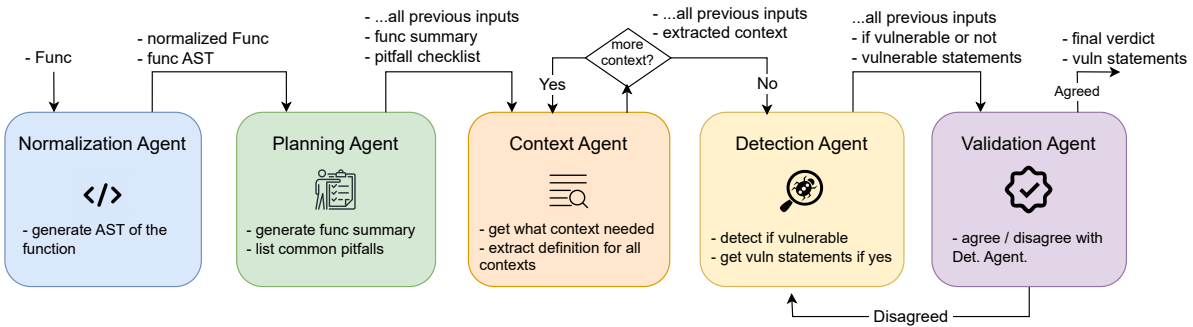 - Func
- normalized Func
- func AST
- ...all previous inputs
- func summary
- pitfall checklist
more
context?
Yes
No
- ...all previous inputs
- extracted context
...all previous inputs
- if vulnerable or not
- vulnerable statements
- final verdict
- vuln statements
Agreed
Normalization Agent
</>
- generate AST of the
function
Planning Agent
- generate func summary
- list common pitfalls
Context Agent
- get what context needed
- extract definition for all
contexts
Detection Agent
- detect if vulnerable
- get vuln statements if yes
Validation Agent
- agree / disagree with
Det. Agent.
Disagreed